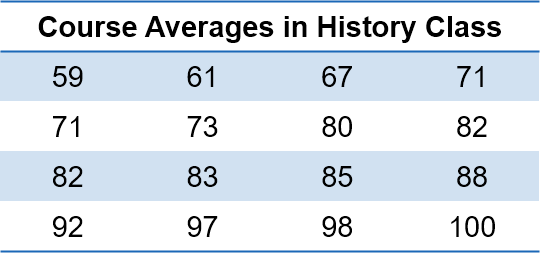 Course Averages in History Class
59 61 67 71
71 73 80 82
82 83 85 88
92 97 98 100